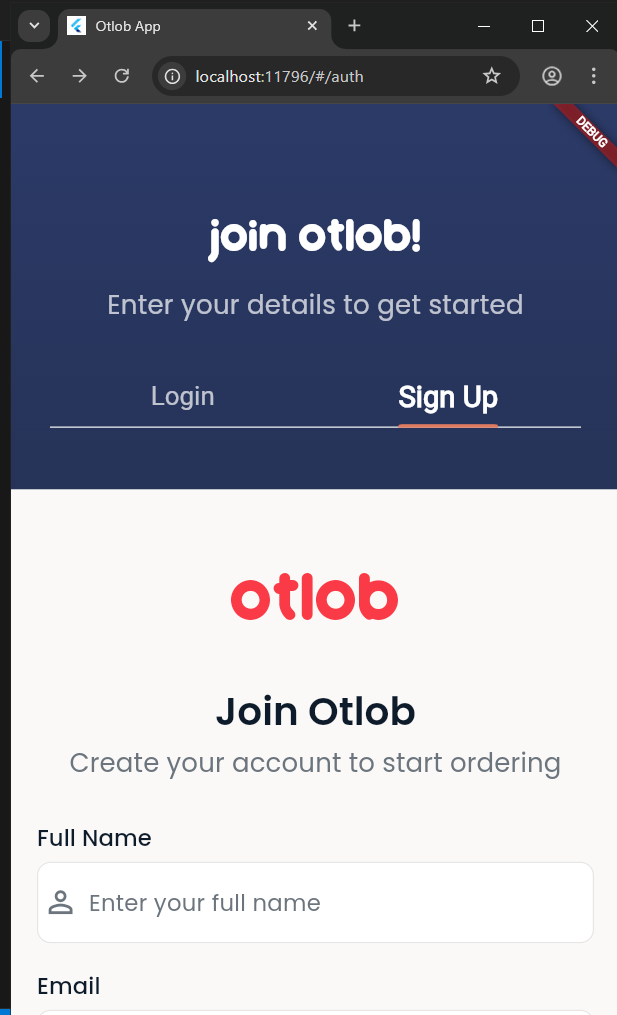 Otlob App
localhost:11796/#/auth
DEBUG
join otlob!
Enter your details to get started
Login
Sign Up
otlob
Join Otlob
Create your account to start ordering
Full Name
Enter your full name
Email